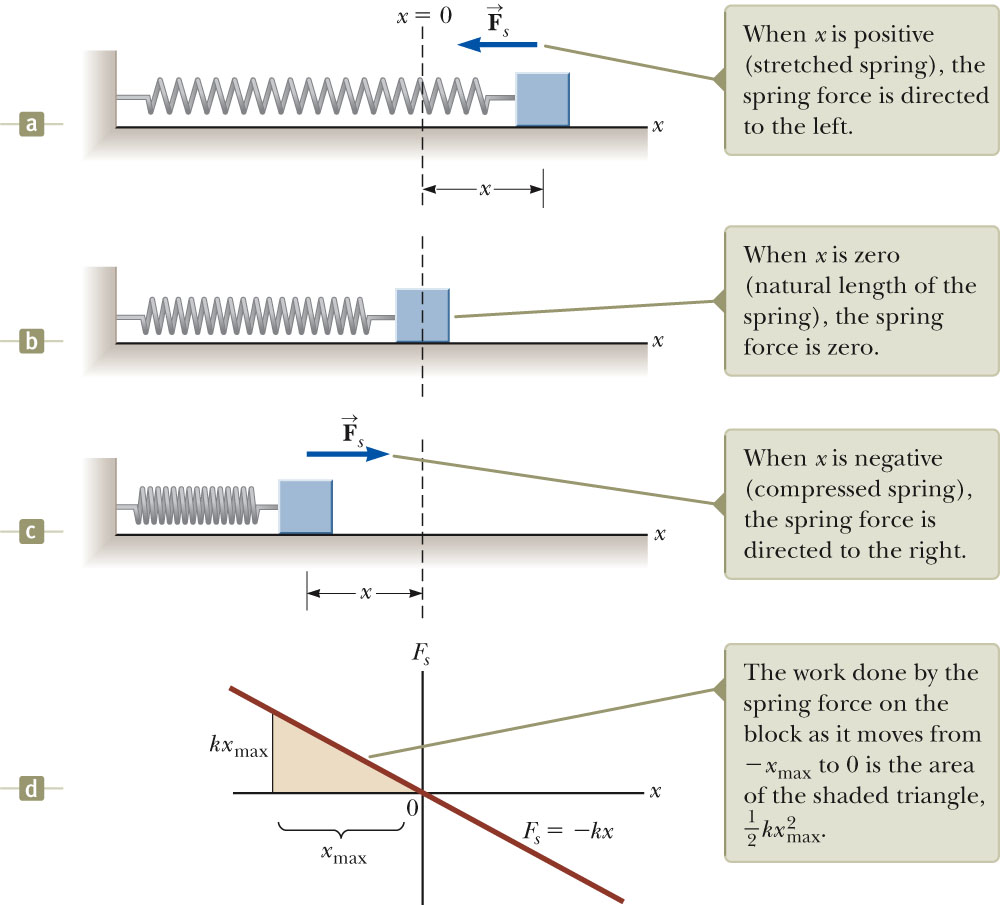 x = 0
F⃗s
When x is positive
(stretched spring), the
spring force is directed
to the left.
a
x
x
When x is zero
(natural length of the
spring), the spring
force is zero.
b
x
F⃗s
When x is negative
(compressed spring),
the spring force is
directed to the right.
c
x
x
Fs
The work done by the
spring force on the
block as it moves from
−xmax to 0 is the area
of the shaded triangle,
½kx²max.
kxmax
d
x
0
Fs = −kx
xmax